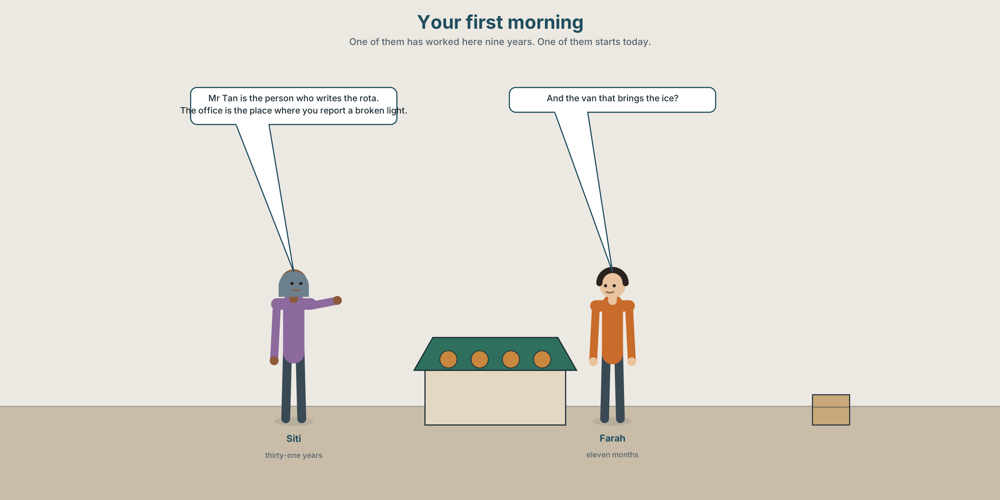 Your first morning
One of them has worked here nine years. One of them starts today.
Mr Tan is the person who writes the rota.
The office is the place where you report a broken light.
And the van that brings the ice?
Siti
thirty-one years
Farah
eleven months